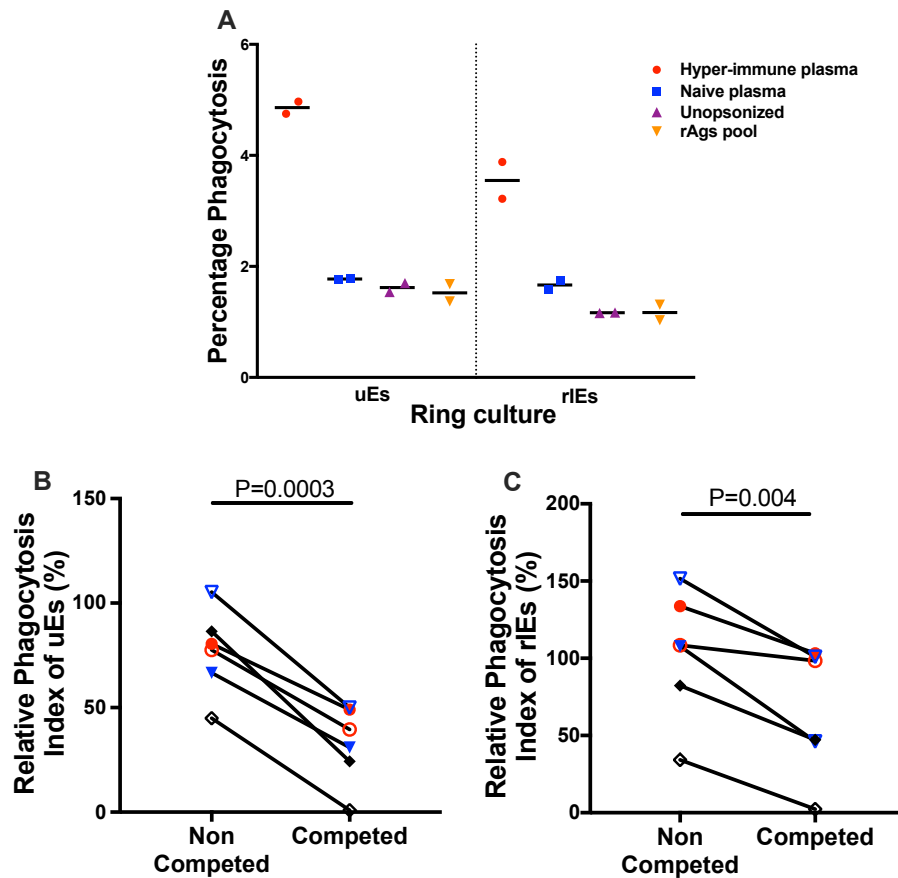 A
Percentage Phagocytosis
6
4
2
0
uEs
rIEs
Ring culture
Hyper-immune plasma
Naive plasma
Unopsonized
rAgs pool
B
Relative Phagocytosis
Index of uEs (%)
150
100
50
0
P=0.0003
Non
Competed
Competed
C
Relative Phagocytosis
Index of rIEs (%)
200
150
100
50
0
P=0.004
Non
Competed
Competed